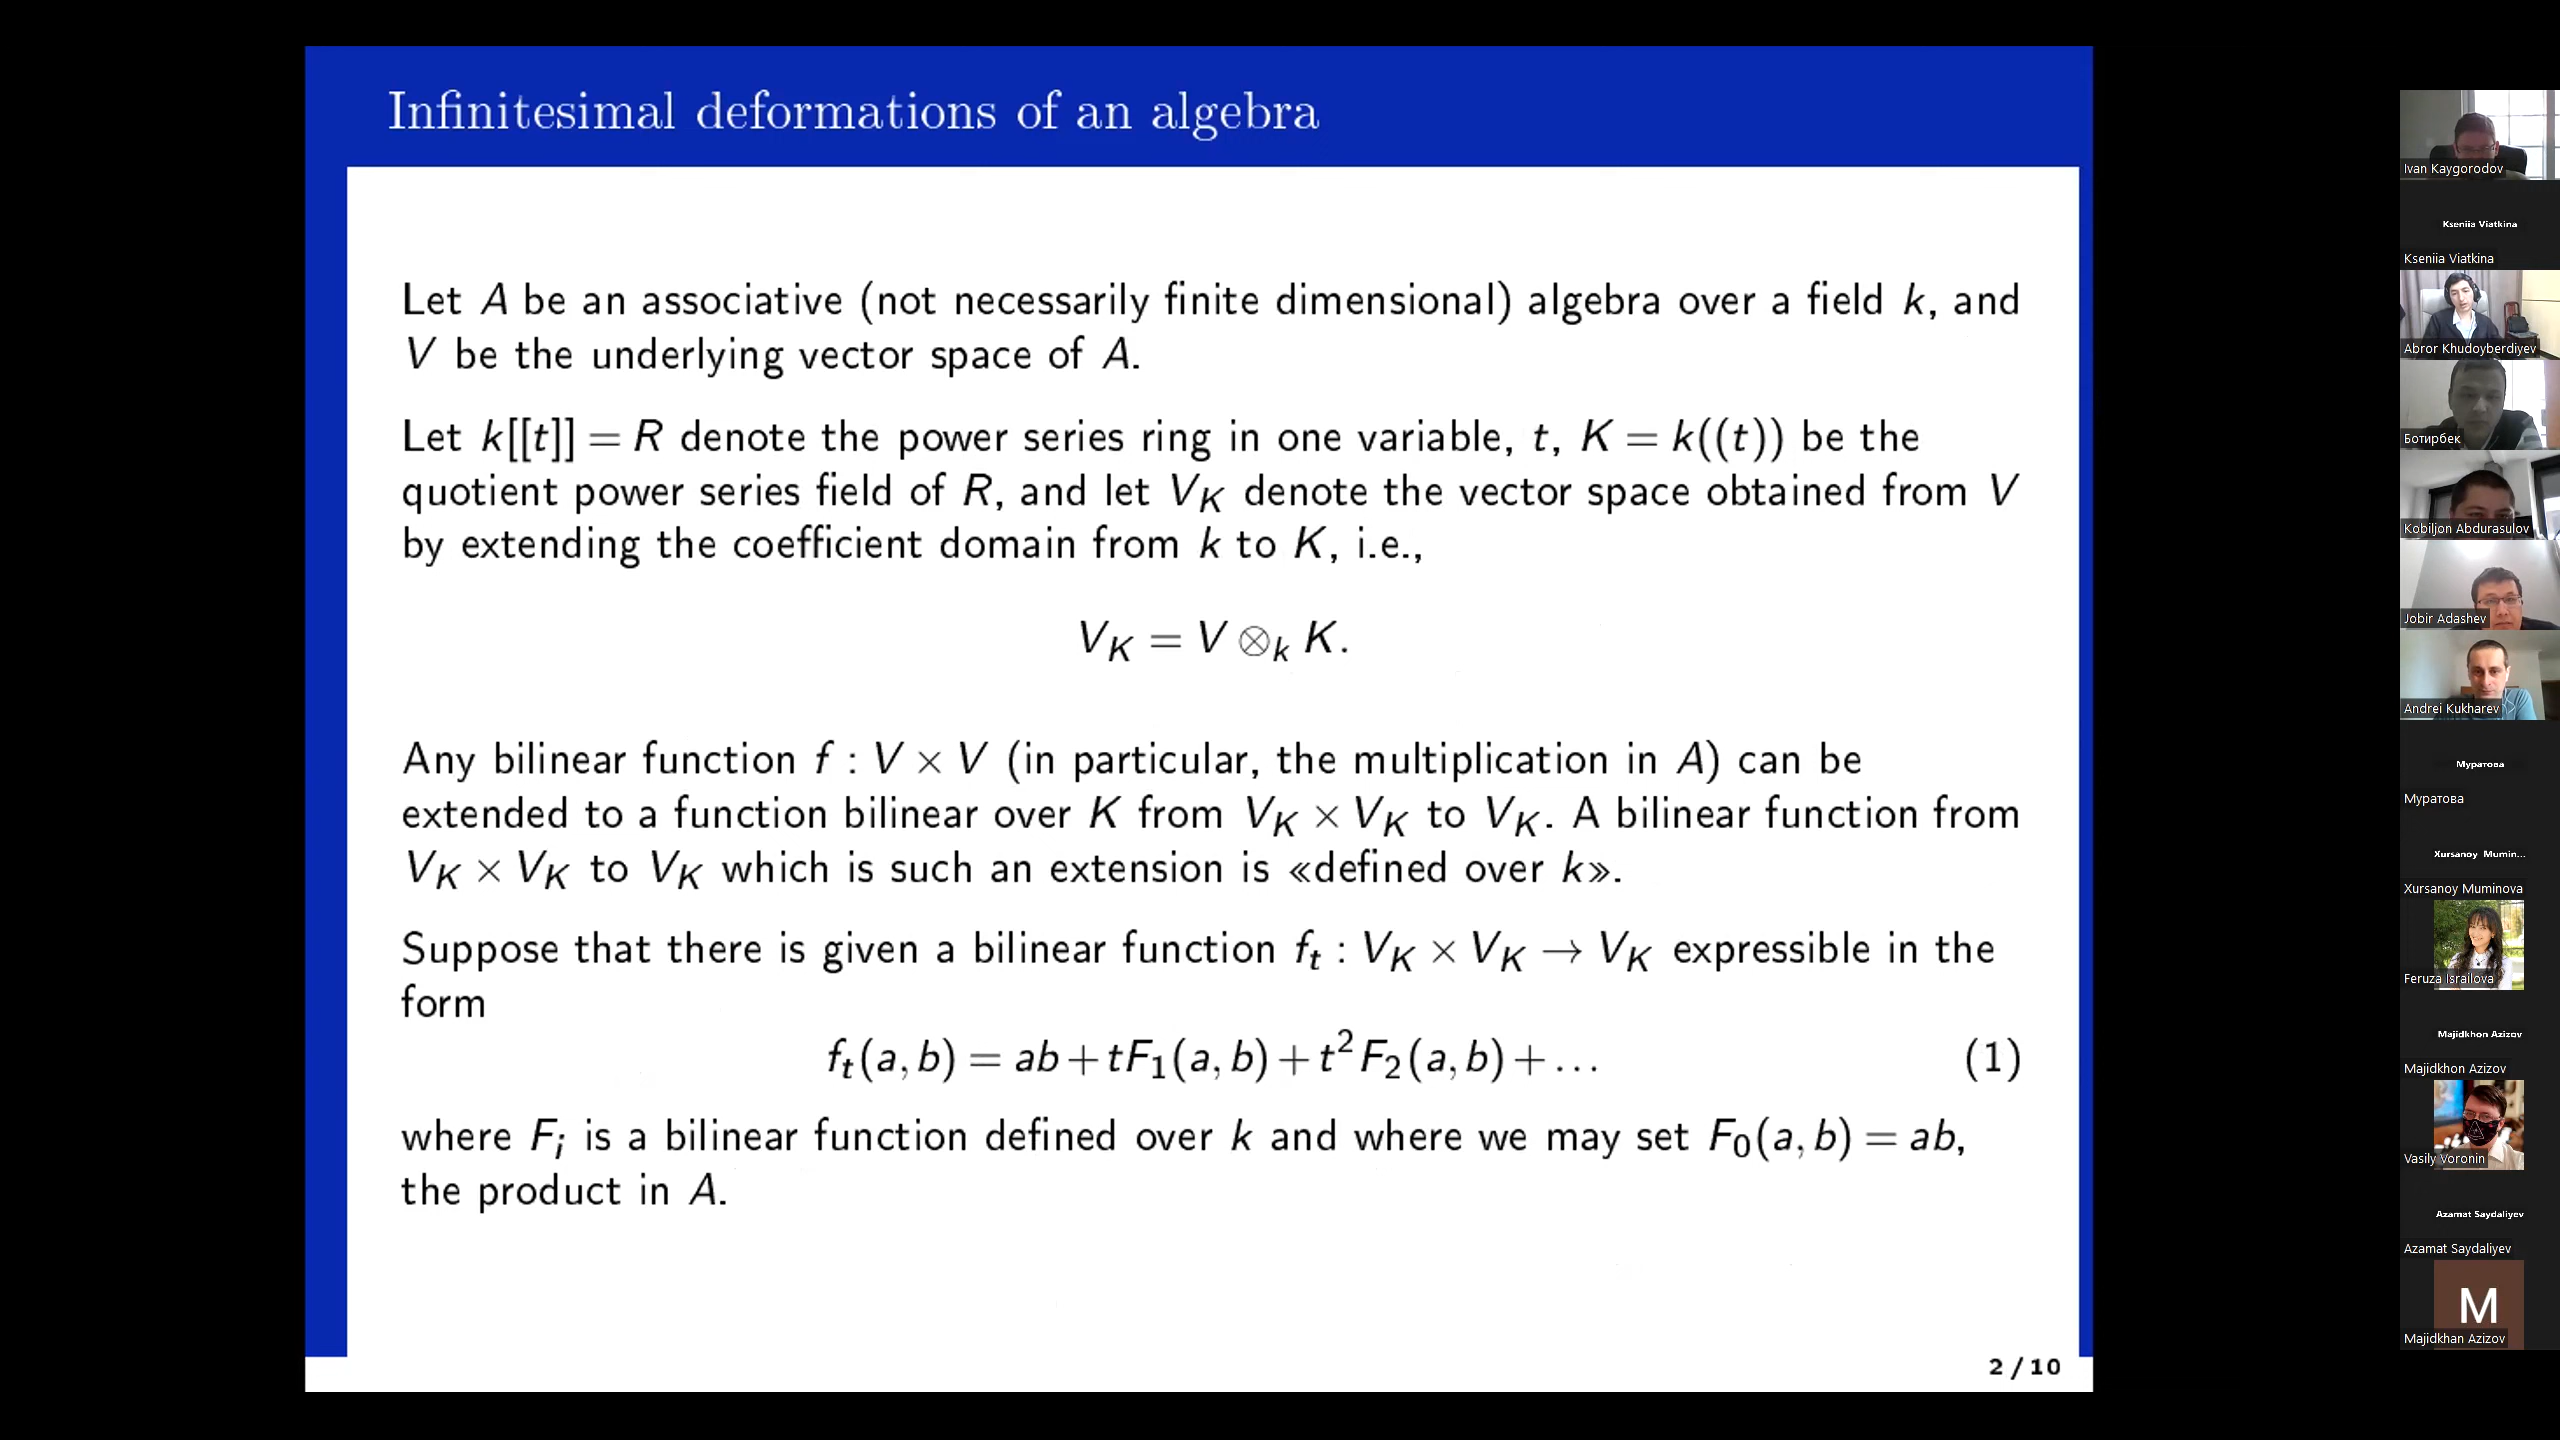 Infinitesimal deformations of an algebra
Let A be an associative (not necessarily finite dimensional) algebra over a field k, and
V be the underlying vector space of A.
Let k[[t]] = R denote the power series ring in one variable, t, K = k((t)) be the
quotient power series field of R, and let V_K denote the vector space obtained from V
by extending the coefficient domain from k to K, i.e.,
V_K = V ⊗_k K.
Any bilinear function f : V × V (in particular, the multiplication in A) can be
extended to a function bilinear over K from V_K × V_K to V_K. A bilinear function from
V_K × V_K to V_K which is such an extension is «defined over k».
Suppose that there is given a bilinear function f_t : V_K × V_K → V_K expressible in the
form
f_t(a, b) = ab + tF_1(a, b) + t^2F_2(a, b) + ... (1)
where F_i is a bilinear function defined over k and where we may set F_0(a, b) = ab,
the product in A.
2 / 10
Ivan Kaygorodov
Kseniia Viatkina
Kseniia Viatkina
Abror Khudoyberdiyev
Ботирбек
Kobiljon Abdurasulov
Jobir Adashev
Andrei Kukharev
Муратова
Муратова
Xursanoy Mumin...
Xursanoy Muminova
Feruza Israilova
Majidkhon Azizov
Majidkhon Azizov
Vasily Voronin
Azamat Saydaliyev
Azamat Saydaliyev
M
Majidkhan Azizov